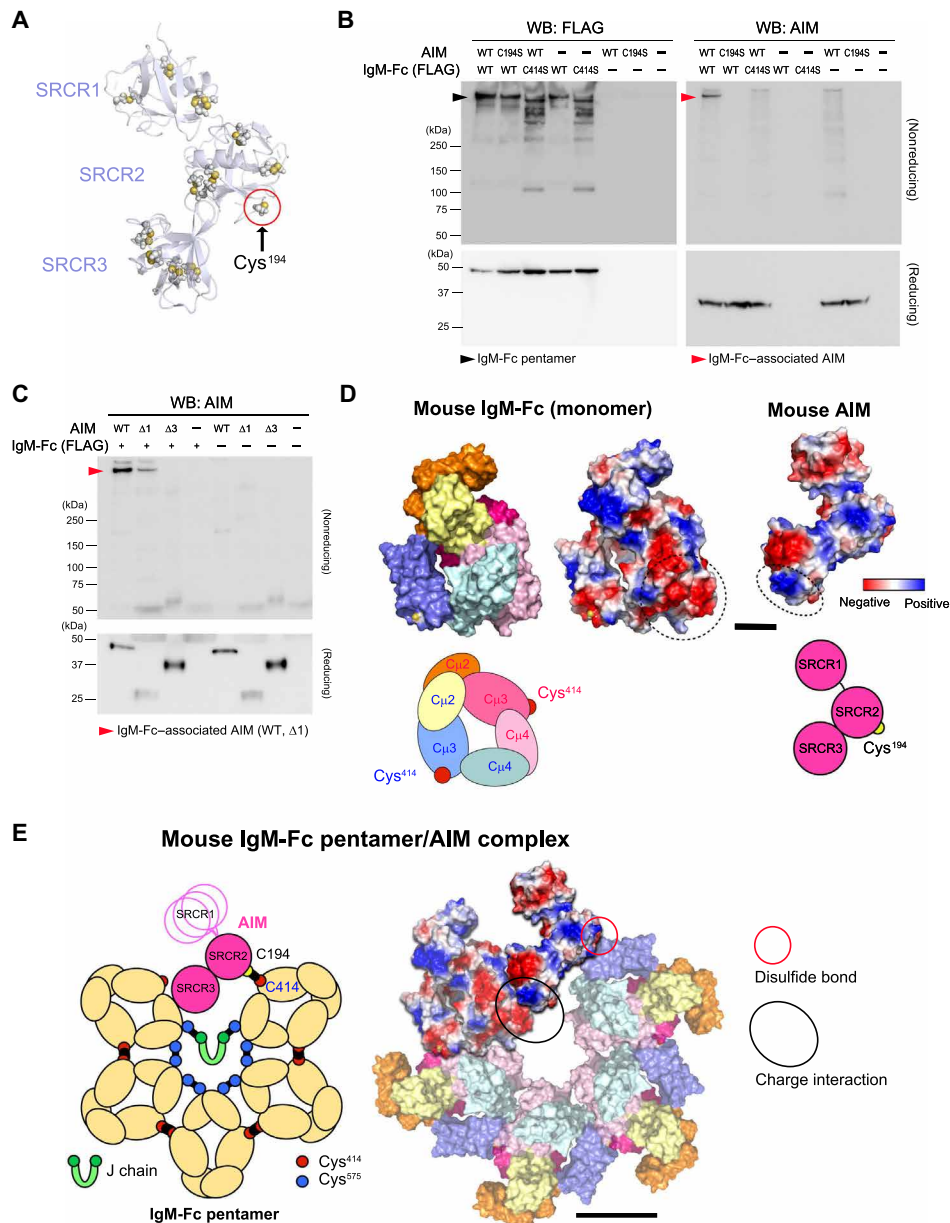 A
SRCR1
SRCR2
SRCR3
Cys194
B
WB: FLAG
WB: AIM
AIM WT C194S WT – – WT C194S – WT C194S WT – – WT C194S –
IgM-Fc (FLAG) WT WT C414S WT C414S – – – WT WT C414S WT C414S – – –
(kDa)
250
150
100
75
50
(Nonreducing)
(kDa)
50
37
25
(Reducing)
IgM-Fc pentamer
IgM-Fc–associated AIM
C
WB: AIM
AIM WT Δ1 Δ3 – WT Δ1 Δ3 –
IgM-Fc (FLAG) + + + + – – – –
(kDa)
250
150
100
75
50
(Nonreducing)
(kDa)
50
37
25
(Reducing)
IgM-Fc–associated AIM (WT, Δ1)
D
Mouse IgM-Fc (monomer)
Mouse AIM
Negative Positive
Cμ2
Cμ2
Cμ3
Cys414
Cμ4
Cμ3
Cμ4
Cys414
SRCR1
SRCR2
SRCR3
Cys194
E
Mouse IgM-Fc pentamer/AIM complex
SRCR1
AIM
SRCR2
C194
SRCR3
C414
J chain
Cys414
Cys575
IgM-Fc pentamer
Disulfide bond
Charge interaction